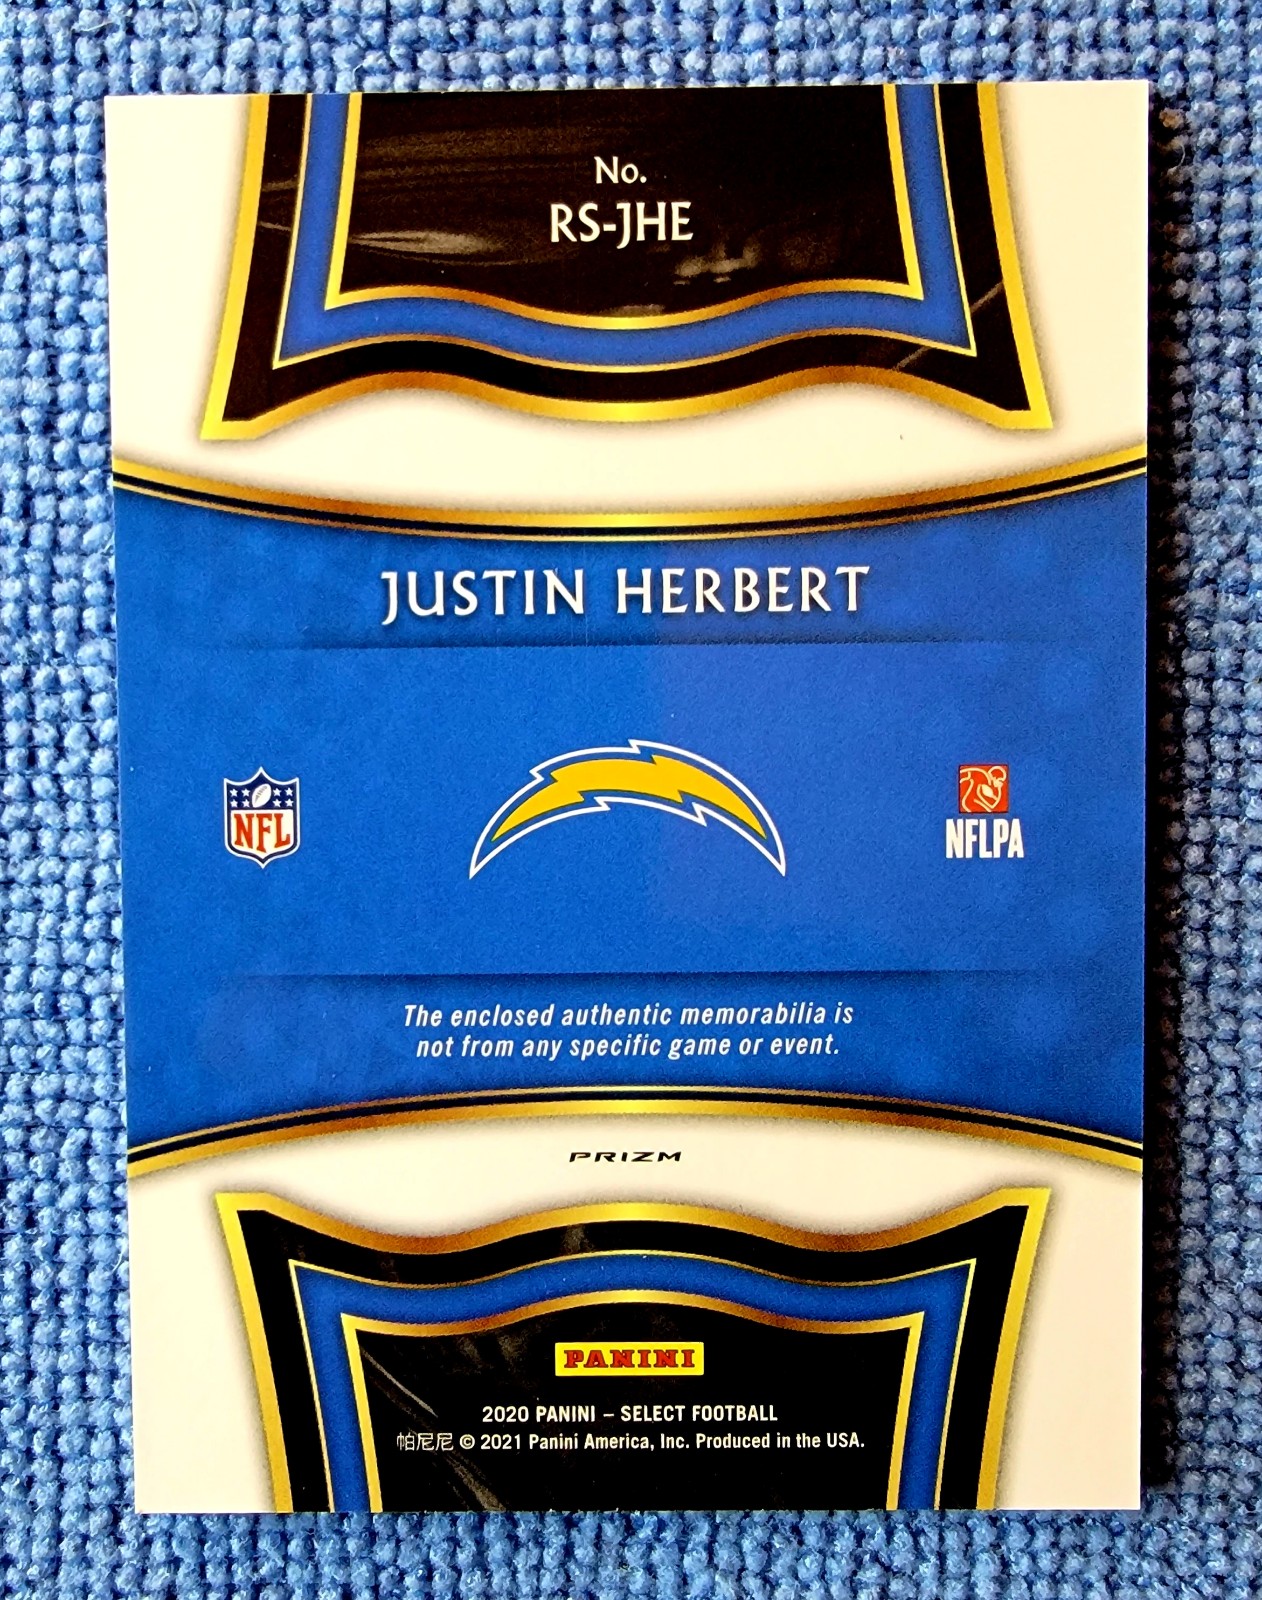 No.
RS-JHE
JUSTIN HERBERT
NFL
NFLPA
The enclosed authentic memorabilia is
not from any specific game or event.
PRIZM
PANINI
2020 PANINI – SELECT FOOTBALL
帕尼尼 © 2021 Panini America, Inc. Produced in the USA.